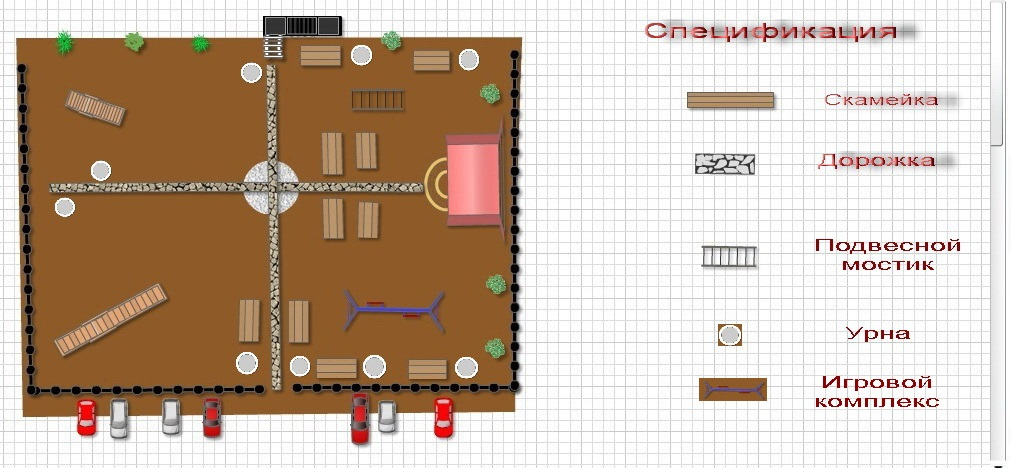 Спецификация
Скамейка
Дорожка
Подвесной
мостик
Урна
Игровой
комплекс